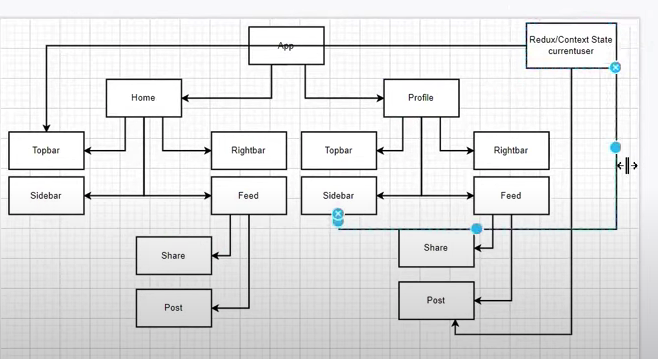 App
Redux/Context State
currentuser
Home
Profile
Topbar
Rightbar
Topbar
Rightbar
Sidebar
Feed
Sidebar
Feed
Share
Share
Post
Post